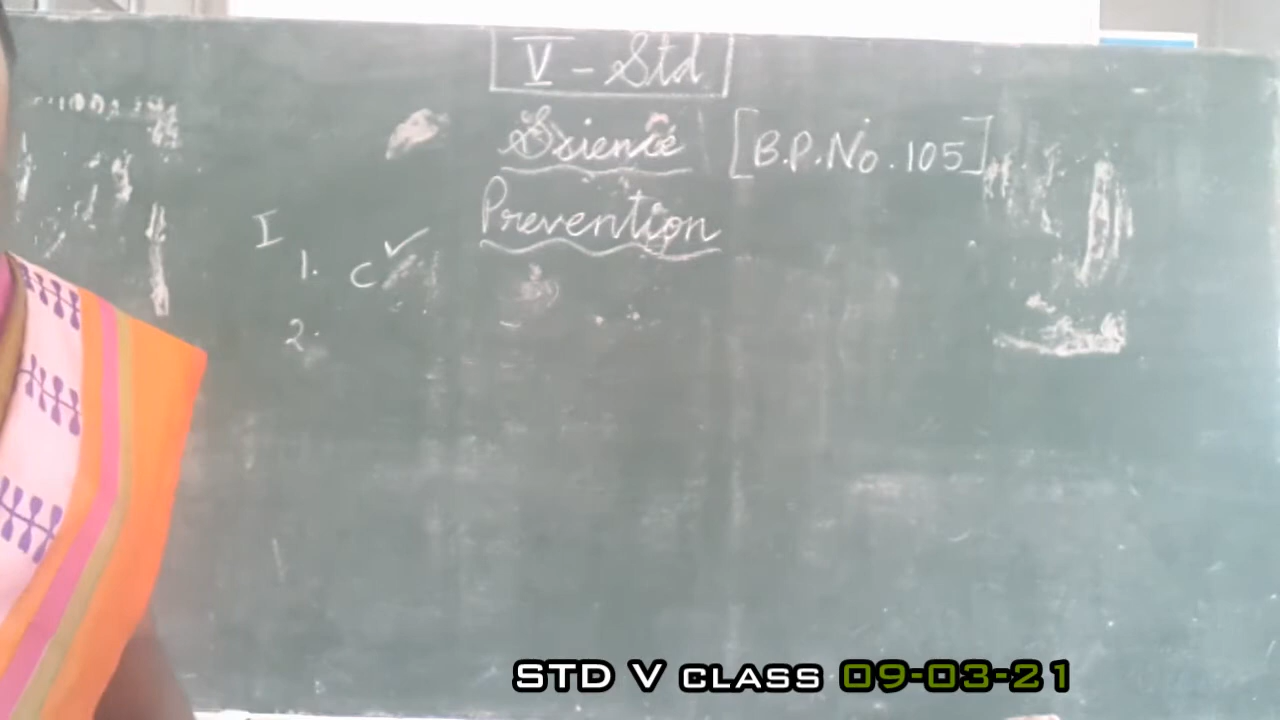 V - Std
Science [B.P.No.105]
Prevention
I
1. c ✓
2.
STD V CLASS 09-03-21